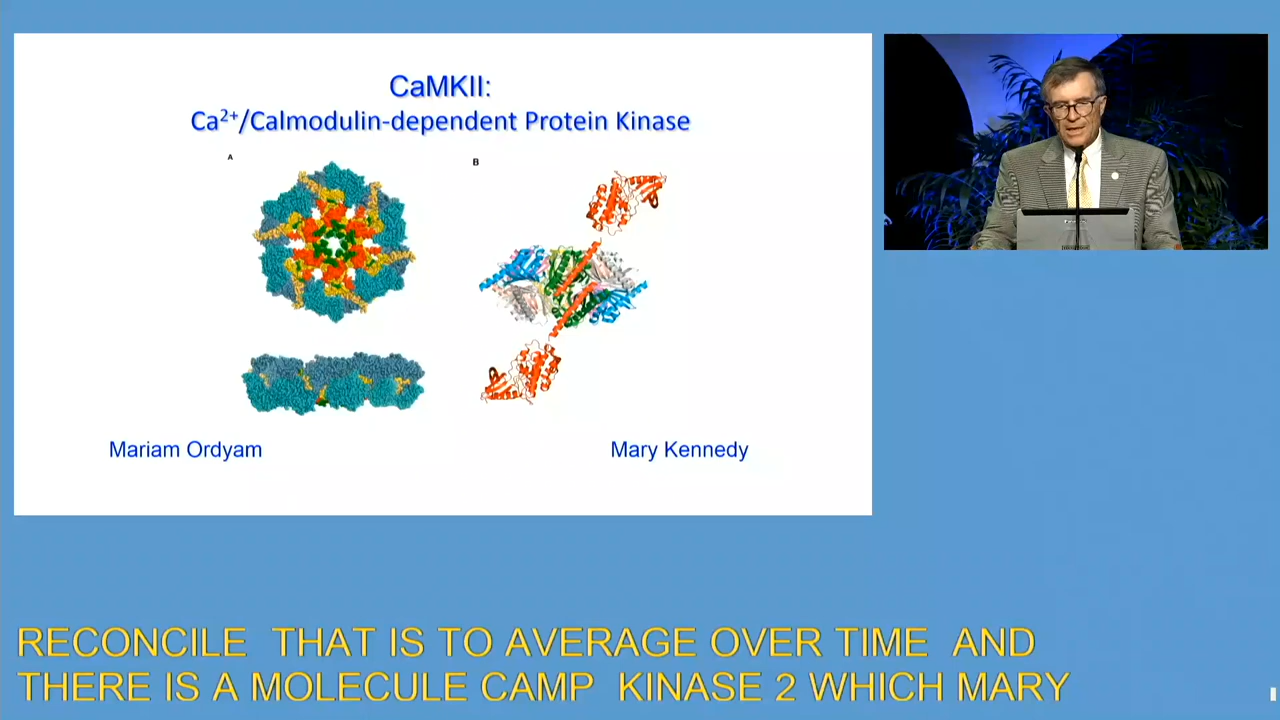 CaMKII:
Ca²⁺/Calmodulin-dependent Protein Kinase
A
B
Mariam Ordyam
Mary Kennedy
RECONCILE THAT IS TO AVERAGE OVER TIME AND
THERE IS A MOLECULE CAMP KINASE 2 WHICH MARY